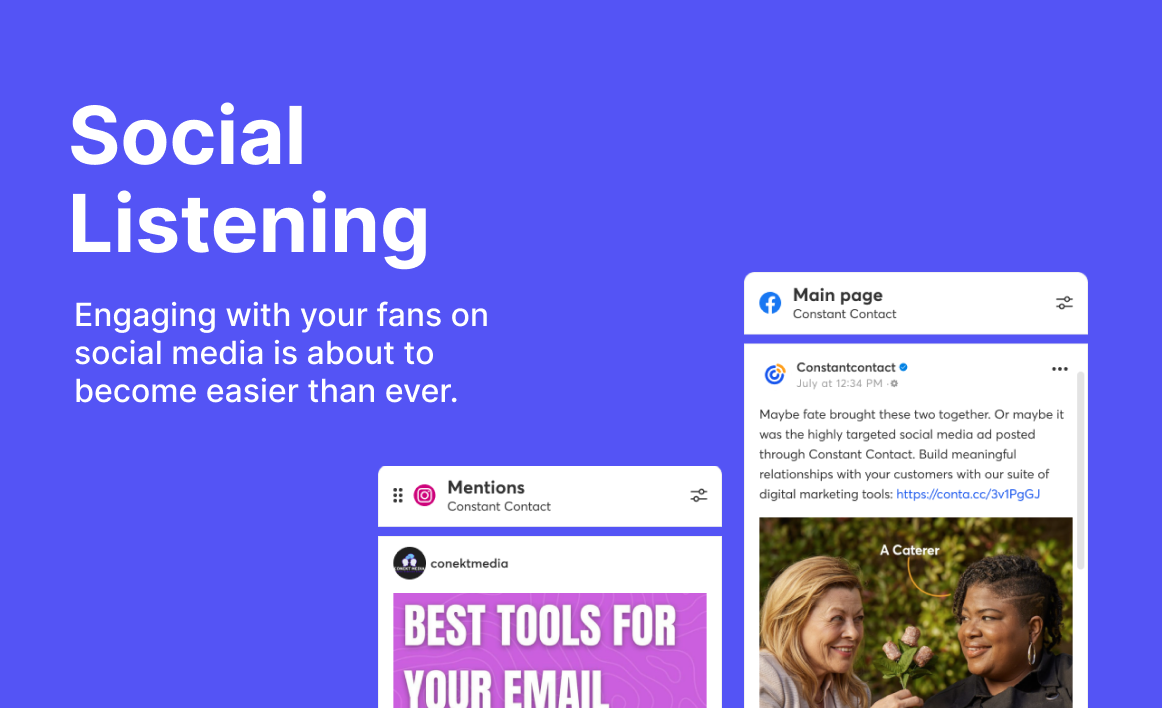 Social
Listening
Engaging with your fans on
social media is about to
become easier than ever.
Main page
Constant Contact
Constantcontact
July at 12:34 PM ·
Maybe fate brought these two together. Or maybe it
was the highly targeted social media ad posted
through Constant Contact. Build meaningful
relationships with your customers with our suite of
digital marketing tools: https://conta.cc/3v1PgGJ
A Caterer
Mentions
Constant Contact
CONEKT MEDIA
conektmedia
BEST TOOLS FOR
YOUR EMAIL